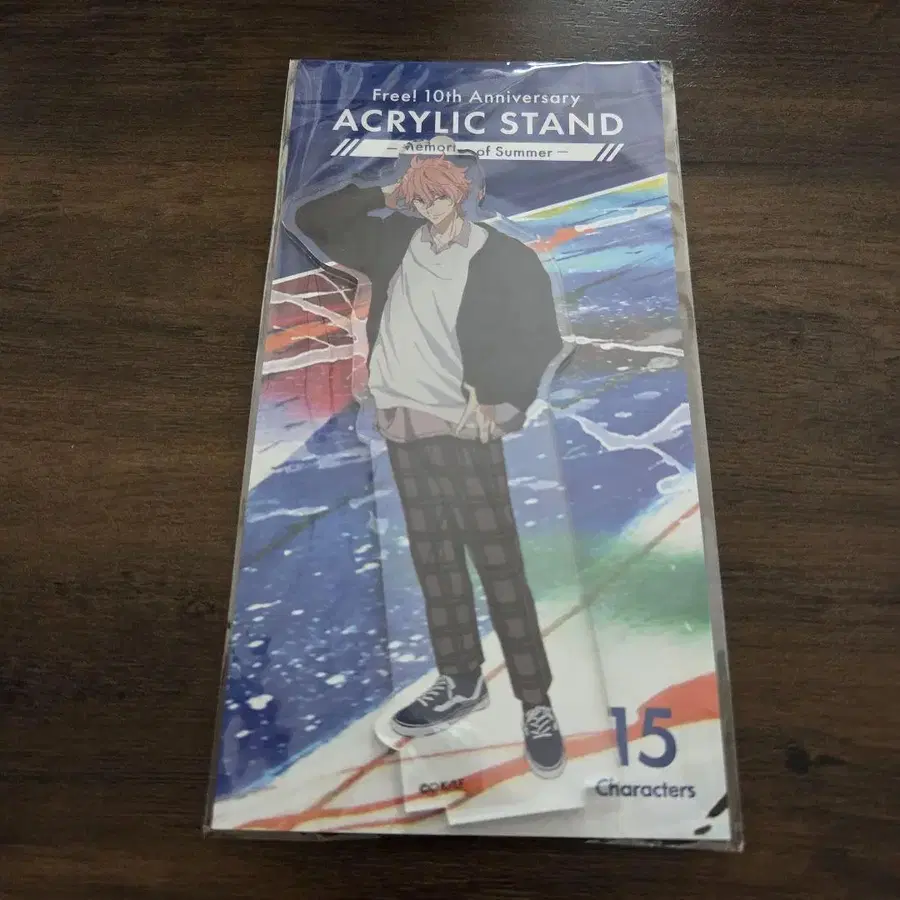 Free! 10th Anniversary
ACRYLIC STAND
of Summer —
15
Characters